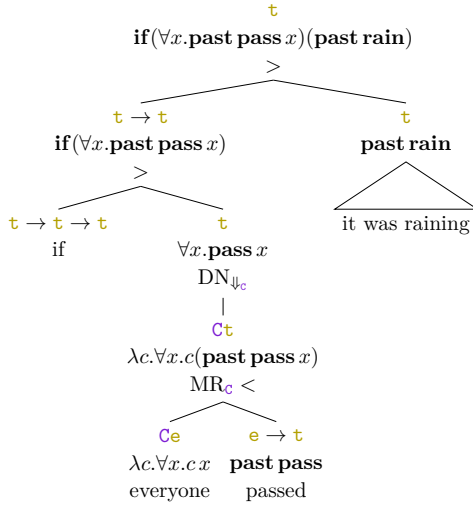 t
if(∀x.past pass x)(past rain)
>
t → t t
if(∀x.past pass x) past rain
>
t → t → t t it was raining
if ∀x.pass x
DN⇓C
Ct
λc.∀x.c(past pass x)
MRC <
Ce e → t
λc.∀x.c x past pass
everyone passed